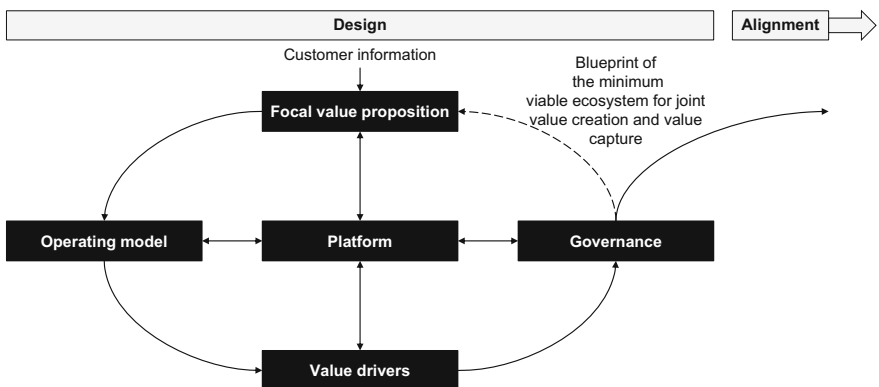 Design
Alignment
Customer information
Blueprint of
the minimum
viable ecosystem for joint
value creation and value
capture
Focal value proposition
Operating model
Platform
Governance
Value drivers